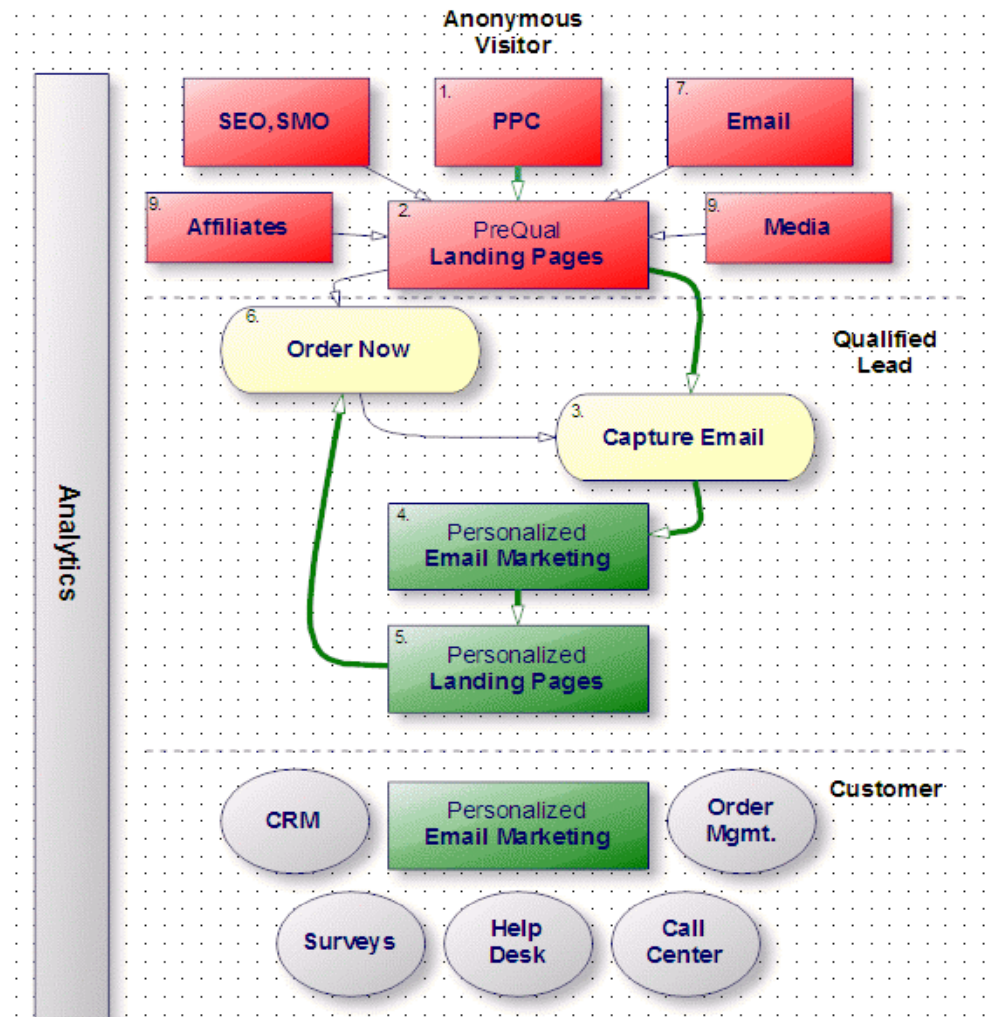 Anonymous
Visitor
SEO,SMO
1.
PPC
7.
Email
9.
Affiliates
2.
PreQual
Landing Pages
9.
Media
6.
Order Now
Qualified
Lead
3.
Capture Email
Analytics
4.
Personalized
Email Marketing
5.
Personalized
Landing Pages
Customer
CRM
Personalized
Email Marketing
Order
Mgmt.
Surveys
Help
Desk
Call
Center